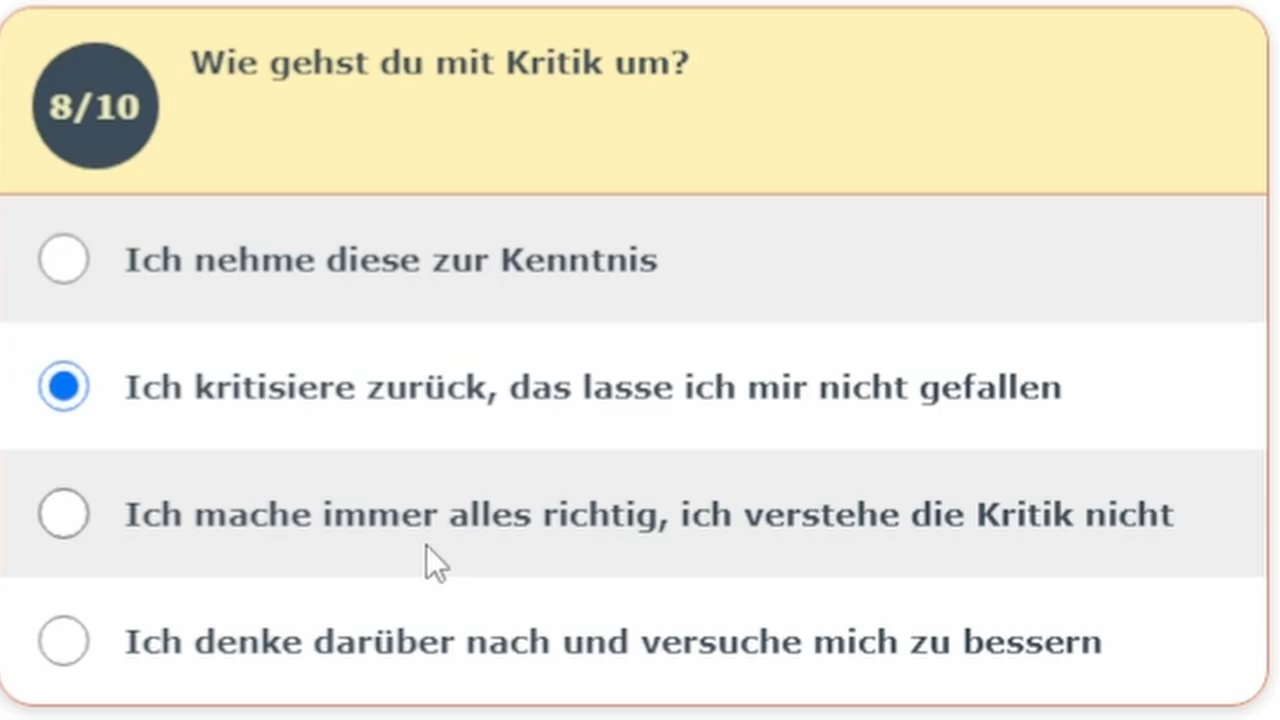 Wie gehst du mit Kritik um?
8/10
Ich nehme diese zur Kenntnis
Ich kritisiere zurück, das lasse ich mir nicht gefallen
Ich mache immer alles richtig, ich verstehe die Kritik nicht
Ich denke darüber nach und versuche mich zu bessern